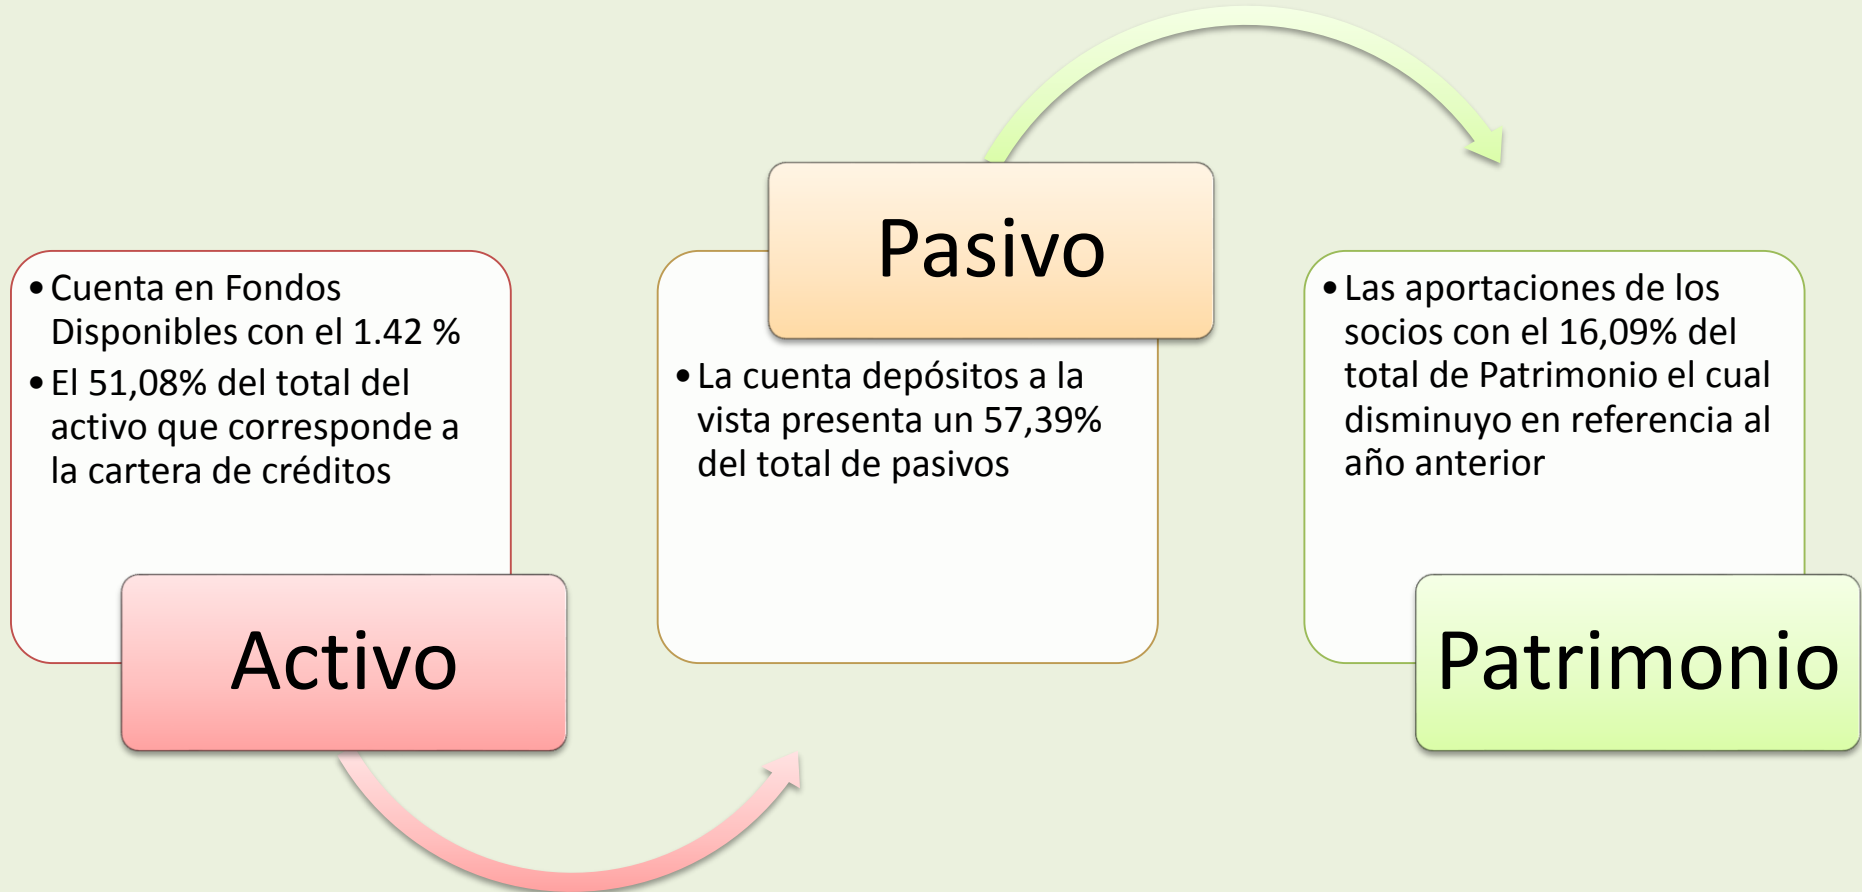 • Cuenta en Fondos
Disponibles con el 1.42 %
• El 51,08% del total del
activo que corresponde a
la cartera de créditos
Activo
Pasivo
• La cuenta depósitos a la
vista presenta un 57,39%
del total de pasivos
• Las aportaciones de los
socios con el 16,09% del
total de Patrimonio el cual
disminuyo en referencia al
año anterior
Patrimonio